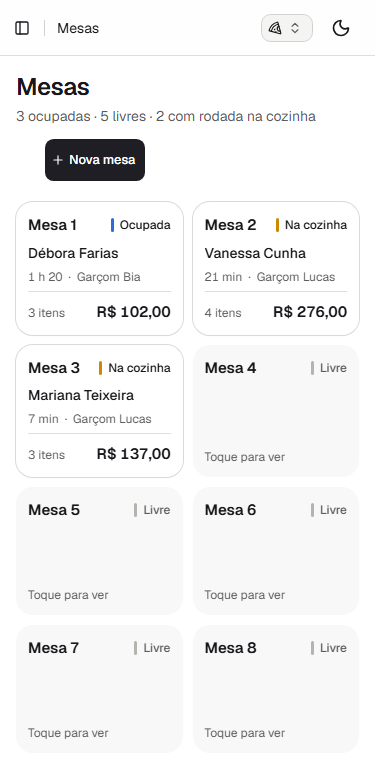 Mesas
Mesas
3 ocupadas · 5 livres · 2 com rodada na cozinha
+ Nova mesa
Mesa 1 Ocupada
Débora Farias
1 h 20 · Garçom Bia
3 itens R$ 102,00
Mesa 2 Na cozinha
Vanessa Cunha
21 min · Garçom Lucas
4 itens R$ 276,00
Mesa 3 Na cozinha
Mariana Teixeira
7 min · Garçom Lucas
3 itens R$ 137,00
Mesa 4 Livre
Toque para ver
Mesa 5 Livre
Toque para ver
Mesa 6 Livre
Toque para ver
Mesa 7 Livre
Toque para ver
Mesa 8 Livre
Toque para ver